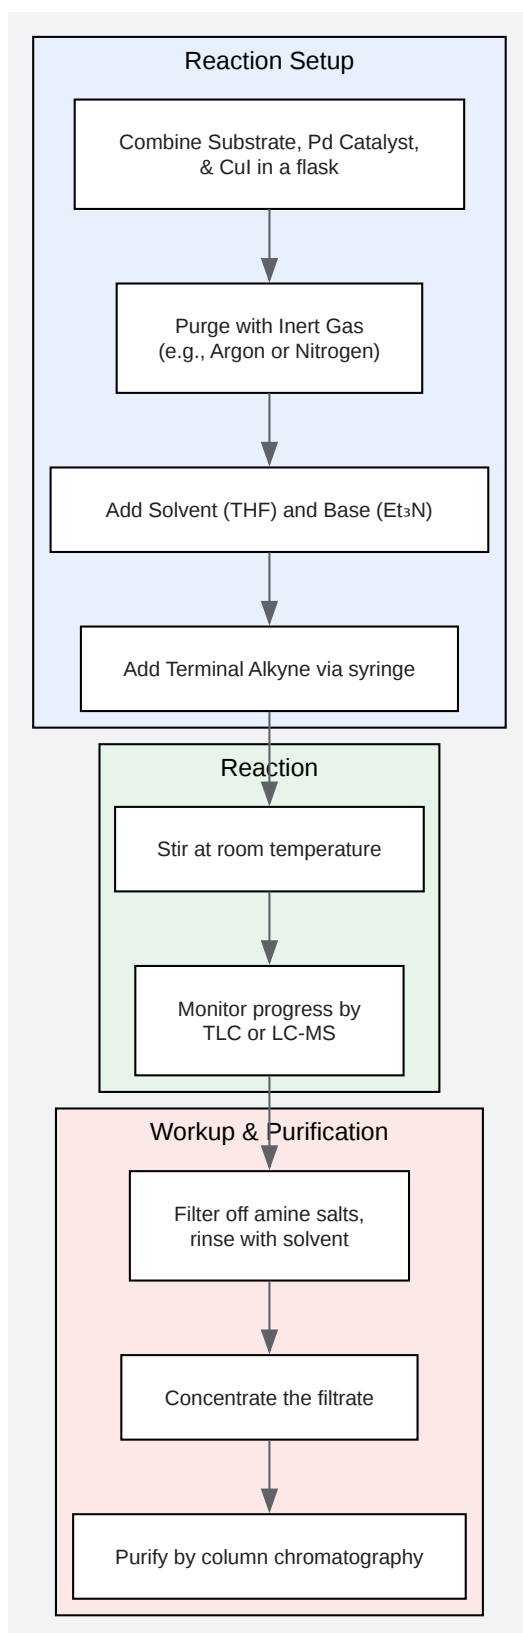 Reaction Setup
Combine Substrate, Pd Catalyst,
& CuI in a flask
Purge with Inert Gas
(e.g., Argon or Nitrogen)
Add Solvent (THF) and Base (Et₃N)
Add Terminal Alkyne via syringe
Reaction
Stir at room temperature
Monitor progress by
TLC or LC-MS
Workup & Purification
Filter off amine salts,
rinse with solvent
Concentrate the filtrate
Purify by column chromatography